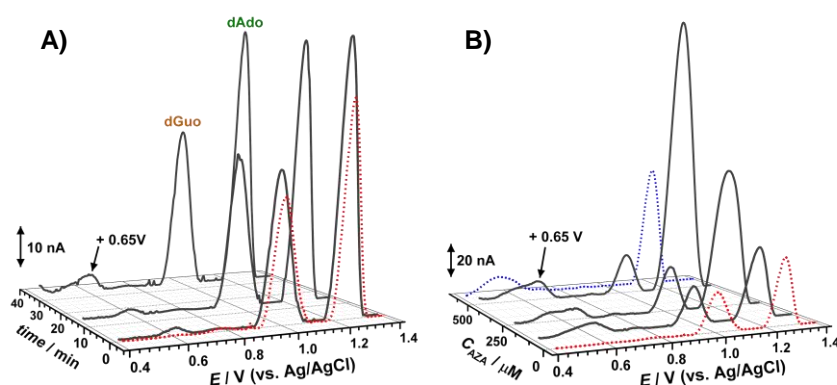 A)
dAdo
dGuo
10 nA
+ 0.65V
40
30
20
10
0
time / min
0.4
0.6
0.8
1.0
1.2
1.4
E / V (vs. Ag/AgCl)
B)
20 nA
+ 0.65 V
500
250
0
C_AZA / µM
0.4
0.6
0.8
1.0
1.2
1.4
E / V (vs. Ag/AgCl)